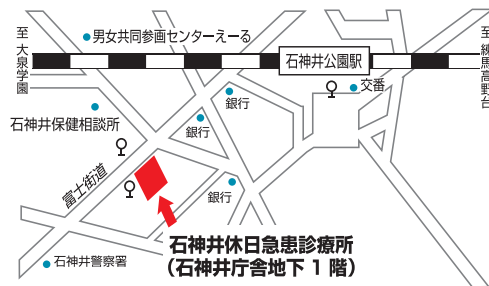 至 大泉学園
男女共同参画センターえーる
至 練馬高野台
石神井公園駅
交番
銀行
石神井保健相談所
銀行
富士街道
銀行
石神井休日急患診療所
（石神井庁舎地下 1 階）
石神井警察署